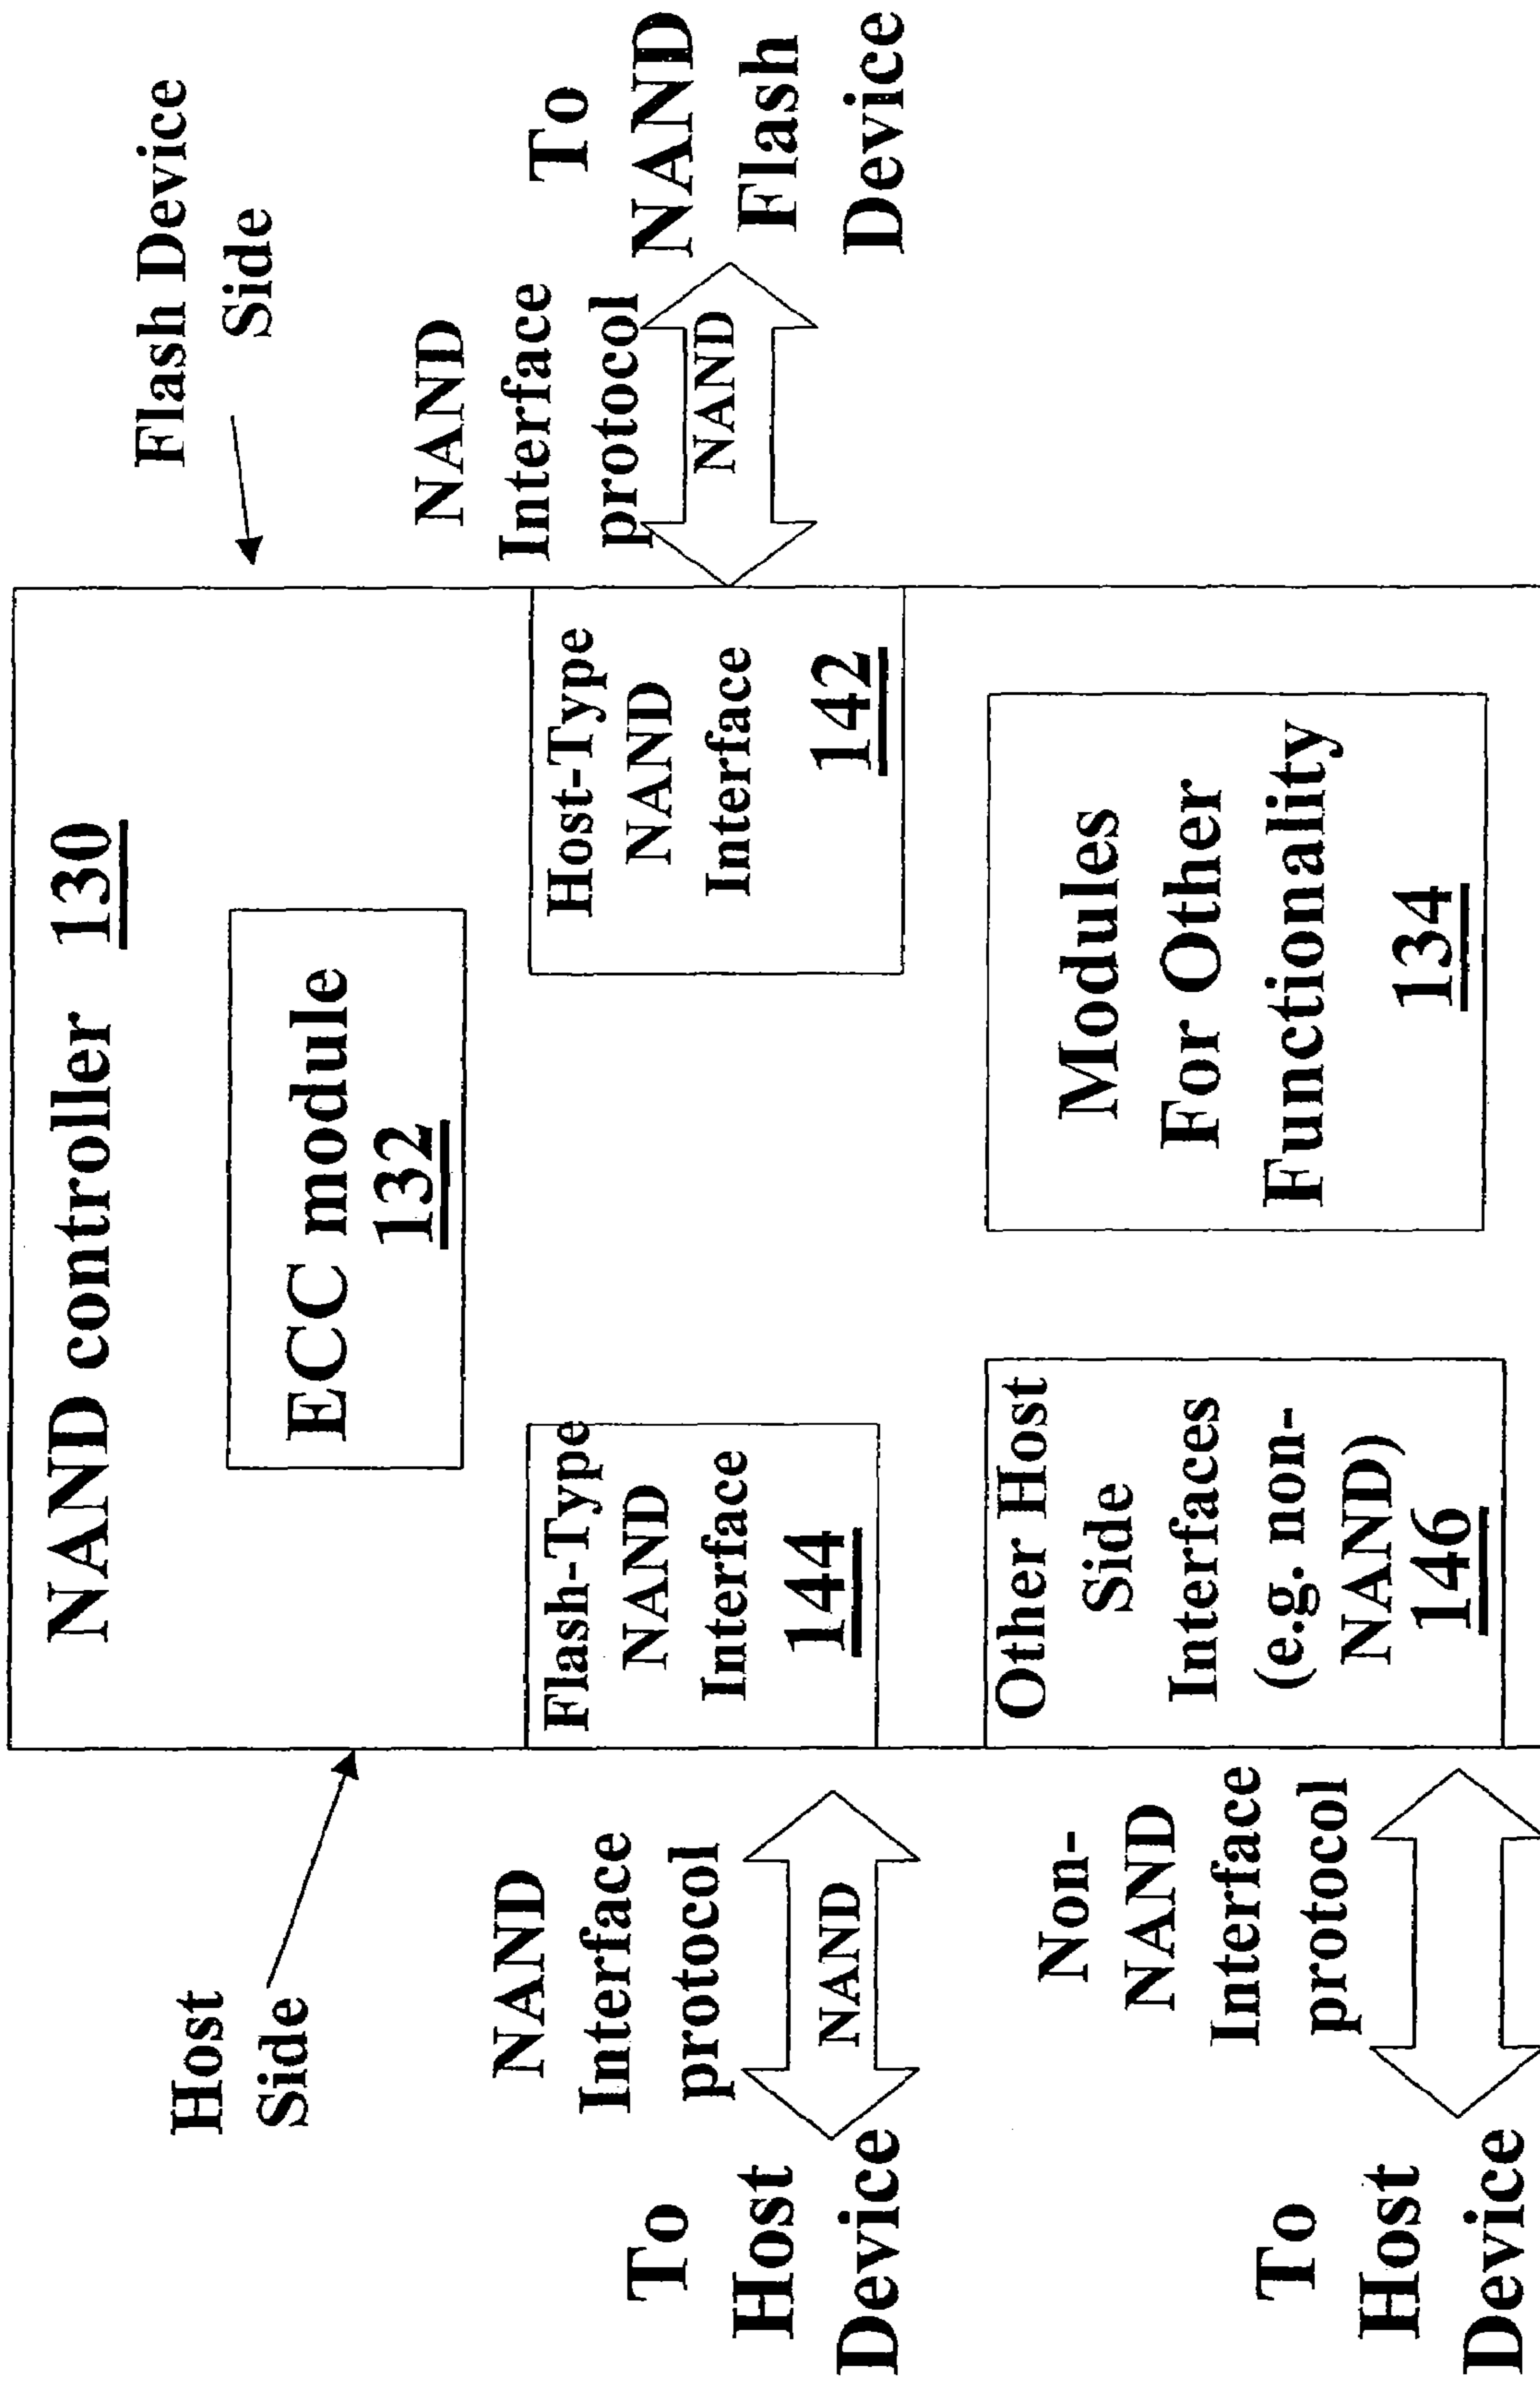 Flash Device
Side
Host
Side
NAND controller 130
ECC module
132
NAND
Interface
protocol
NAND
To
Host
Device
Flash-Type
NAND
Interface
144
Host-Type
NAND
Interface
142
NAND
Interface
protocol
NAND
To
NAND
Flash
Device
Non-
NAND
Interface
protocol
To
Host
Device
Other Host
Side
Interfaces
(e.g. non-
NAND)
146
Modules
For Other
Functionality
134